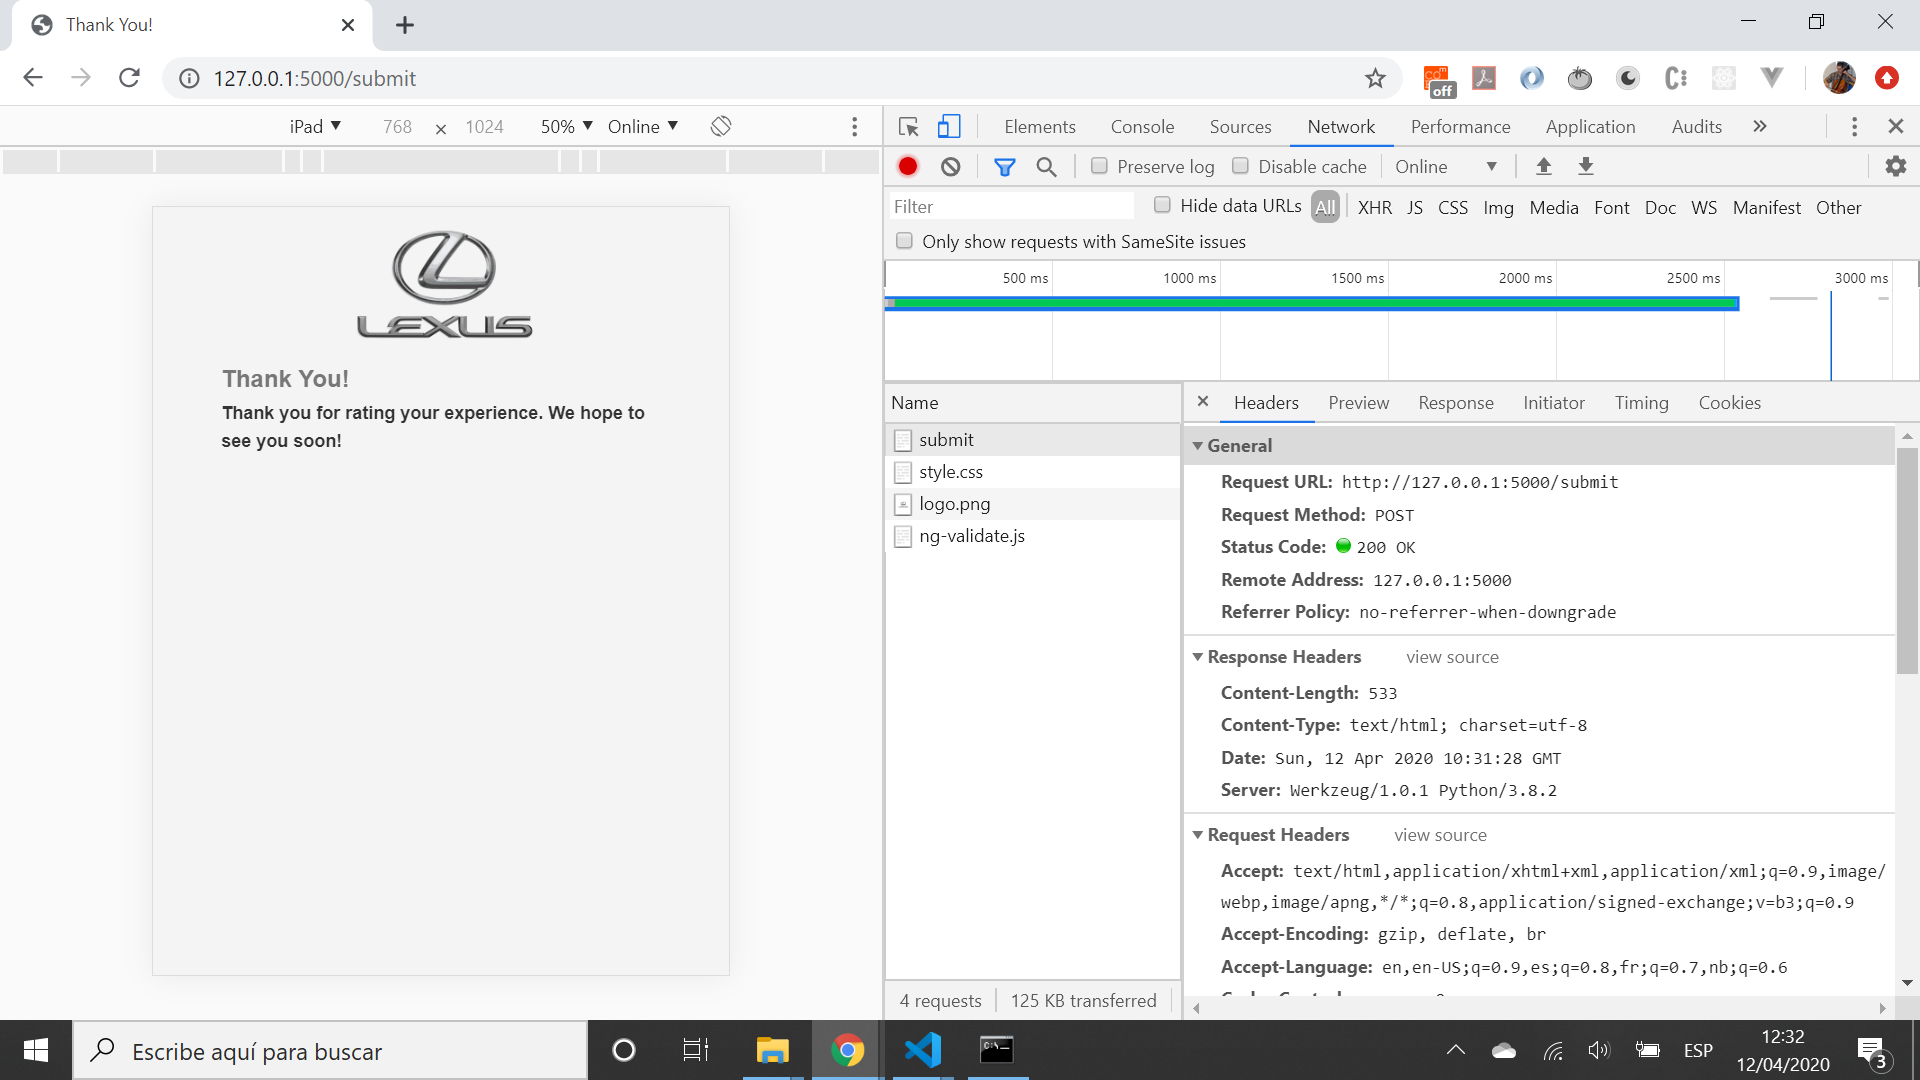 Thank You!
127.0.0.1:5000/submit
off
iPad 768 × 1024 50% Online
Elements Console Sources Network Performance Application Audits
Preserve log Disable cache Online
Filter Hide data URLs All XHR JS CSS Img Media Font Doc WS Manifest Other
Only show requests with SameSite issues
500 ms 1000 ms 1500 ms 2000 ms 2500 ms 3000 ms
LEXUS
Thank You!
Thank you for rating your experience. We hope to
see you soon!
Name
submit
style.css
logo.png
ng-validate.js
4 requests 125 KB transferred
Headers Preview Response Initiator Timing Cookies
General
Request URL: http://127.0.0.1:5000/submit
Request Method: POST
Status Code: 200 OK
Remote Address: 127.0.0.1:5000
Referrer Policy: no-referrer-when-downgrade
Response Headers view source
Content-Length: 533
Content-Type: text/html; charset=utf-8
Date: Sun, 12 Apr 2020 10:31:28 GMT
Server: Werkzeug/1.0.1 Python/3.8.2
Request Headers view source
Accept: text/html,application/xhtml+xml,application/xml;q=0.9,image/
webp,image/apng,*/*;q=0.8,application/signed-exchange;v=b3;q=0.9
Accept-Encoding: gzip, deflate, br
Accept-Language: en,en-US;q=0.9,es;q=0.8,fr;q=0.7,nb;q=0.6
Escribe aquí para buscar
ESP
12:32
12/04/2020
3